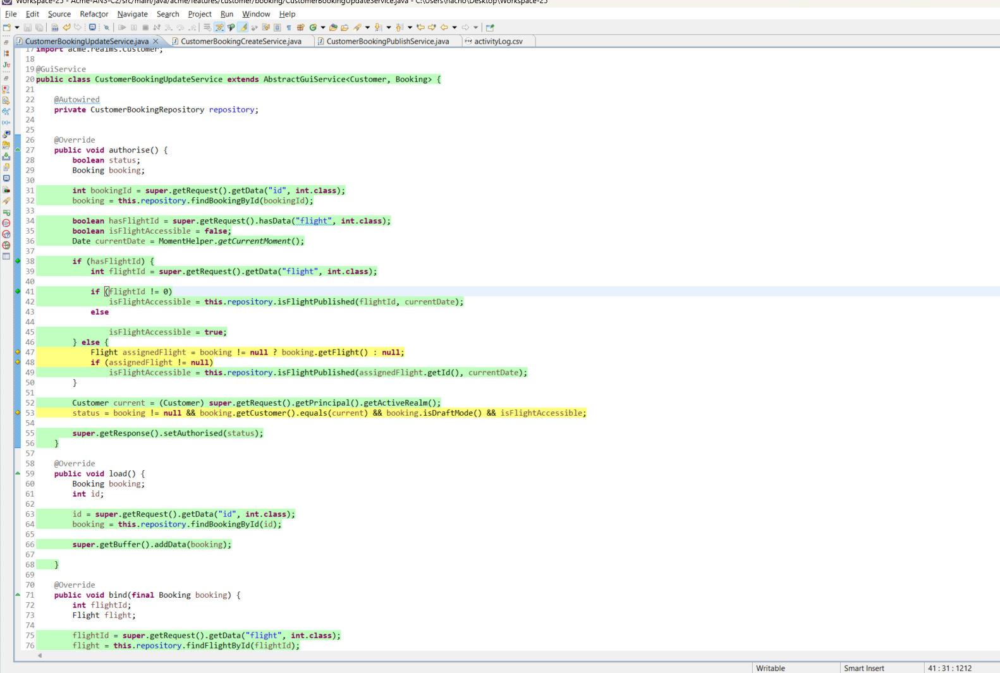 Workspace-25 - Acme-ANS-C2/src/main/java/acme/features/customer/booking/CustomerBookingUpdateService.java - C:\Users\nacho\Desktop\Workspace-25
File Edit Source Refactor Navigate Search Project Run Window Help
CustomerBookingUpdateService.java CustomerBookingCreateService.java CustomerBookingPublishService.java activityLog.csv
17 import acme.realms.Customer;
18
19 @GuiService
20 public class CustomerBookingUpdateService extends AbstractGuiService<Customer, Booking> {
21
22 @Autowired
23 private CustomerBookingRepository repository;
24
25
26 @Override
27 public void authorise() {
28 boolean status;
29 Booking booking;
30
31 int bookingId = super.getRequest().getData("id", int.class);
32 booking = this.repository.findBookingById(bookingId);
33
34 boolean hasFlightId = super.getRequest().hasData("flight", int.class);
35 boolean isFlightAccessible = false;
36 Date currentDate = MomentHelper.getCurrentMoment();
37
38 if (hasFlightId) {
39 int flightId = super.getRequest().getData("flight", int.class);
40
41 if (flightId != 0)
42 isFlightAccessible = this.repository.isFlightPublished(flightId, currentDate);
43 else
44
45 isFlightAccessible = true;
46 } else {
47 Flight assignedFlight = booking != null ? booking.getFlight() : null;
48 if (assignedFlight != null)
49 isFlightAccessible = this.repository.isFlightPublished(assignedFlight.getId(), currentDate);
50 }
51
52 Customer current = (Customer) super.getRequest().getPrincipal().getActiveRealm();
53 status = booking != null && booking.getCustomer().equals(current) && booking.isDraftMode() && isFlightAccessible;
54
55 super.getResponse().setAuthorised(status);
56 }
57
58 @Override
59 public void load() {
60 Booking booking;
61 int id;
62
63 id = super.getRequest().getData("id", int.class);
64 booking = this.repository.findBookingById(id);
65
66 super.getBuffer().addData(booking);
67
68 }
69
70 @Override
71 public void bind(final Booking booking) {
72 int flightId;
73 Flight flight;
74
75 flightId = super.getRequest().getData("flight", int.class);
76 flight = this.repository.findFlightById(flightId);
Writable Smart Insert 41 : 31 : 1212